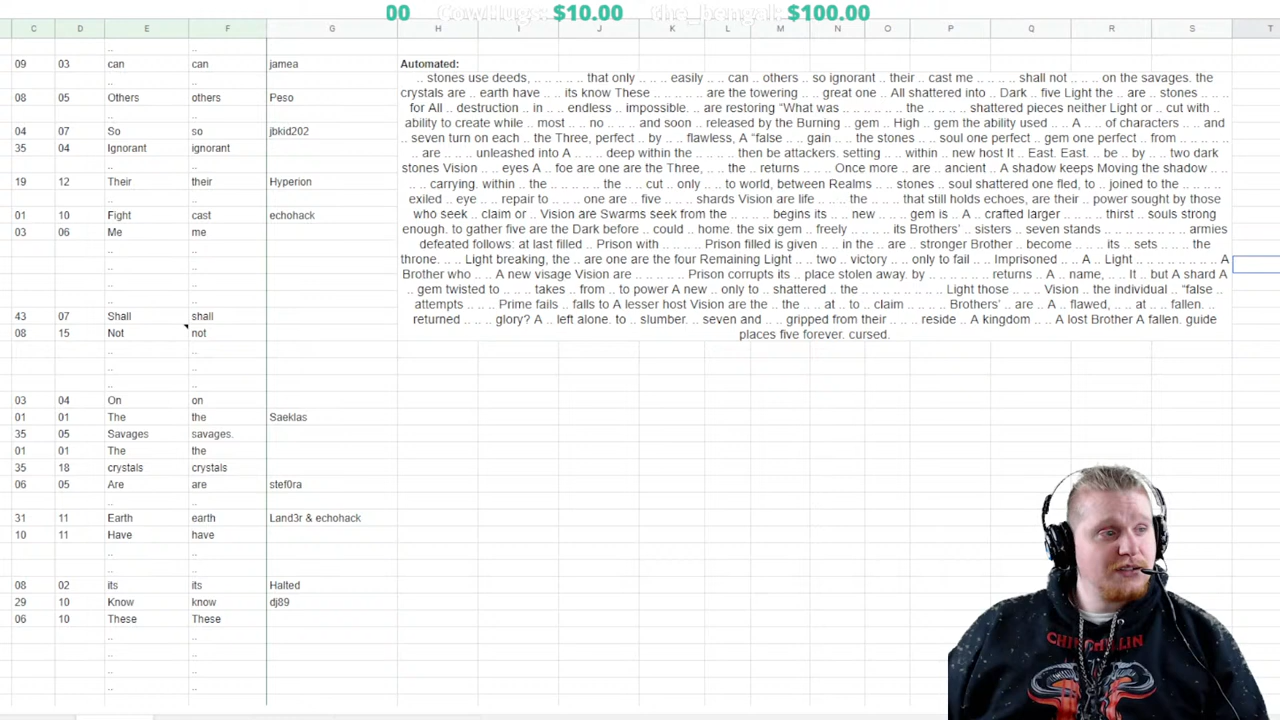 00 CowHugs: $10.00 the_bengal: $100.00
C D E F G H I J K L M N O P Q R S T
.. ..
09 03 can can jamea
.. ..
08 05 Others others Peso
.. ..
04 07 So so jbkid202
35 04 Ignorant ignorant
.. ..
19 12 Their their Hyperion
.. ..
01 10 Fight cast echohack
03 06 Me me
.. ..
.. ..
.. ..
.. ..
43 07 Shall shall
08 15 Not not
.. ..
.. ..
.. ..
03 04 On on
01 01 The the Saeklas
35 05 Savages savages.
01 01 The the
35 18 crystals crystals
06 05 Are are stef0ra
.. ..
31 11 Earth earth Land3r & echohack
10 11 Have have
.. ..
.. ..
08 02 its its Halted
29 10 Know know dj89
06 10 These These
.. ..
.. ..
.. ..
.. ..
Automated:
.. stones use deeds, .. .. .. .. .. that only .. .. .. easily .. can .. others .. so ignorant .. their .. cast me .. .. .. .. shall not .. .. .. on the savages. the
crystals are .. earth have .. .. its know These .. .. .. .. .. are the towering .. .. great one .. All shattered into .. Dark .. five Light the .. are .. stones .. .. ..
for All .. destruction .. in .. endless .. impossible. .. are restoring “What was .. .. .. .. .. the .. .. .. shattered pieces neither Light or .. cut with ..
ability to create while .. most .. .. no .. .. .. and soon .. released by the Burning .. gem .. High .. gem the ability used .. .. A .. .. of characters .. .. and
.. seven turn on each .. the Three, perfect .. by .. .. flawless, A “false .. gain .. .. the stones .. soul one perfect .. gem one perfect .. from .. .. .. ..
.. are .. .. .. unleashed into A .. .. deep within the .. .. .. .. then be attackers. setting .. .. within .. new host It .. East. East. .. be .. by .. .. two dark
stones Vision .. .. eyes A .. foe are one are the Three, .. .. the .. returns .. .. Once more .. are .. ancient .. A shadow keeps Moving the shadow ..
.. .. carrying. within .. the .. .. .. .. the .. cut .. only .. to world, between Realms .. stones .. soul shattered one fled, to .. joined to the .. .. .. ..
exiled .. eye .. repair to .. .. one are .. five .. .. shards Vision are life .. .. the .. .. that still holds echoes, are their .. power sought by those
who seek .. claim or .. Vision are Swarms seek from the .. .. .. begins its .. new .. .. gem is .. A .. crafted larger .. .. .. thirst .. souls strong
enough. to gather five are the Dark before .. could .. home. the six gem .. freely .. .. .. its Brothers’ .. sisters .. seven stands .. .. .. .. .. armies
defeated follows: at last filled .. Prison with .. .. .. Prison filled is given .. .. in the .. are stronger Brother .. become .. .. its .. sets .. .. .. the
throne. .. Light breaking, the .. are one are the four Remaining Light .. .. two .. victory .. .. only to fail .. .. Imprisoned .. .. A .. Light .. .. .. .. .. .. .. A
Brother who .. .. A new visage Vision are .. .. .. .. Prison corrupts its .. place stolen away. by .. .. .. .. returns .. A .. name, .. .. It .. but A shard A
.. gem twisted to .. .. takes .. from .. to power A new .. only to .. shattered .. the .. .. .. .. .. .. Light those .. .. Vision .. the individual .. “false ..
attempts .. .. Prime fails .. falls to A lesser host Vision are the .. the .. at .. to .. claim .. .. .. Brothers’ .. are .. A .. flawed, .. .. at .. fallen. ..
returned .. .. .. glory? A .. .. left alone. to .. slumber. .. seven and .. .. gripped from their .. .. .. reside .. A kingdom .. .. A lost Brother A fallen. guide
places five forever. cursed.
CHINCHILLIN